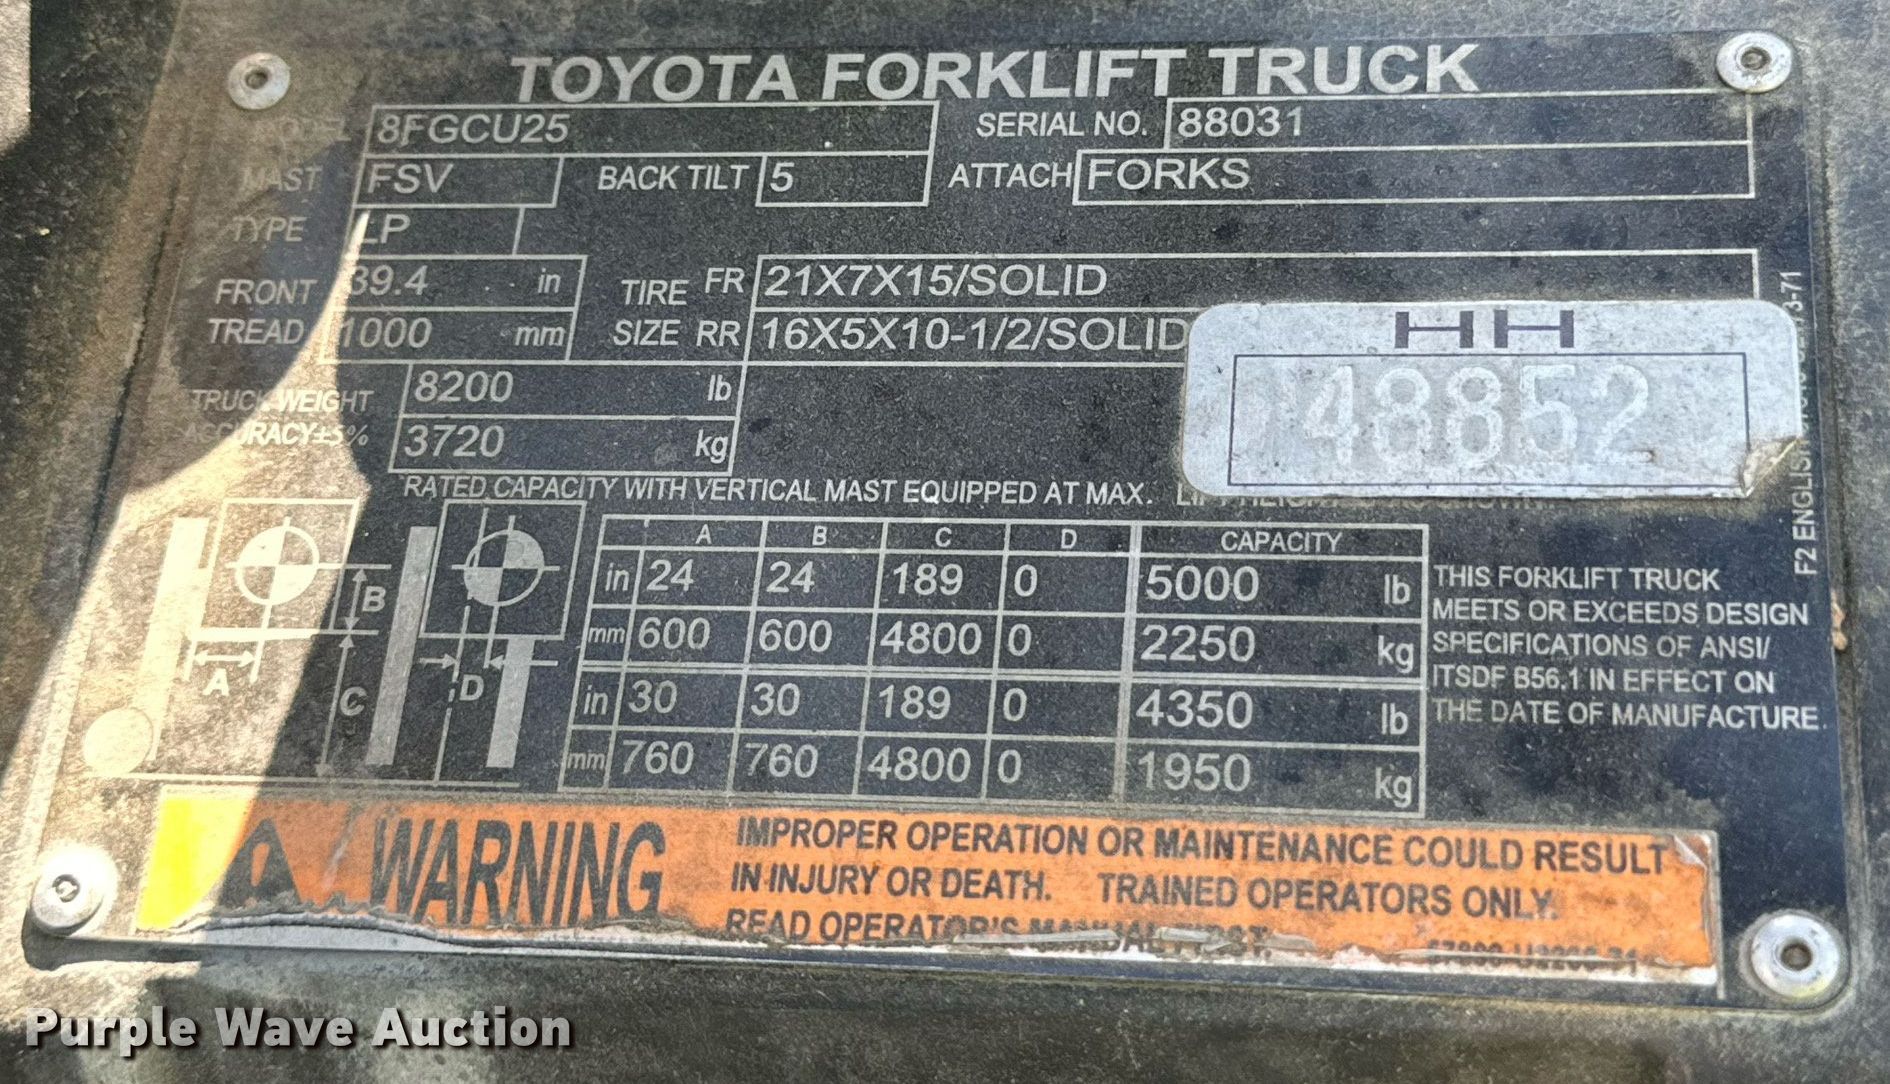 TOYOTA FORKLIFT TRUCK
MODEL 8FGCU25 SERIAL NO. 88031
MAST FSV BACK TILT 5 ATTACH FORKS
TYPE LP
FRONT TREAD 39.4 in 1000 mm
TIRE SIZE FR 21X7X15/SOLID
RR 16X5X10-1/2/SOLID
HH
48852
TRUCK WEIGHT 8200 lb
ACCURACY±5% 3720 kg
RATED CAPACITY WITH VERTICAL MAST EQUIPPED AT MAX.
A B C D CAPACITY
in 24 24 189 0 5000 lb
mm 600 600 4800 0 2250 kg
in 30 30 189 0 4350 lb
mm 760 760 4800 0 1950 kg
B
A
C
D
THIS FORKLIFT TRUCK
MEETS OR EXCEEDS DESIGN
SPECIFICATIONS OF ANSI/
ITSDF B56.1 IN EFFECT ON
THE DATE OF MANUFACTURE.
F2 ENGLISH
WARNING
IMPROPER OPERATION OR MAINTENANCE COULD RESULT
IN INJURY OR DEATH. TRAINED OPERATORS ONLY.
READ OPERATOR'S MANUAL FIRST.
Purple Wave Auction